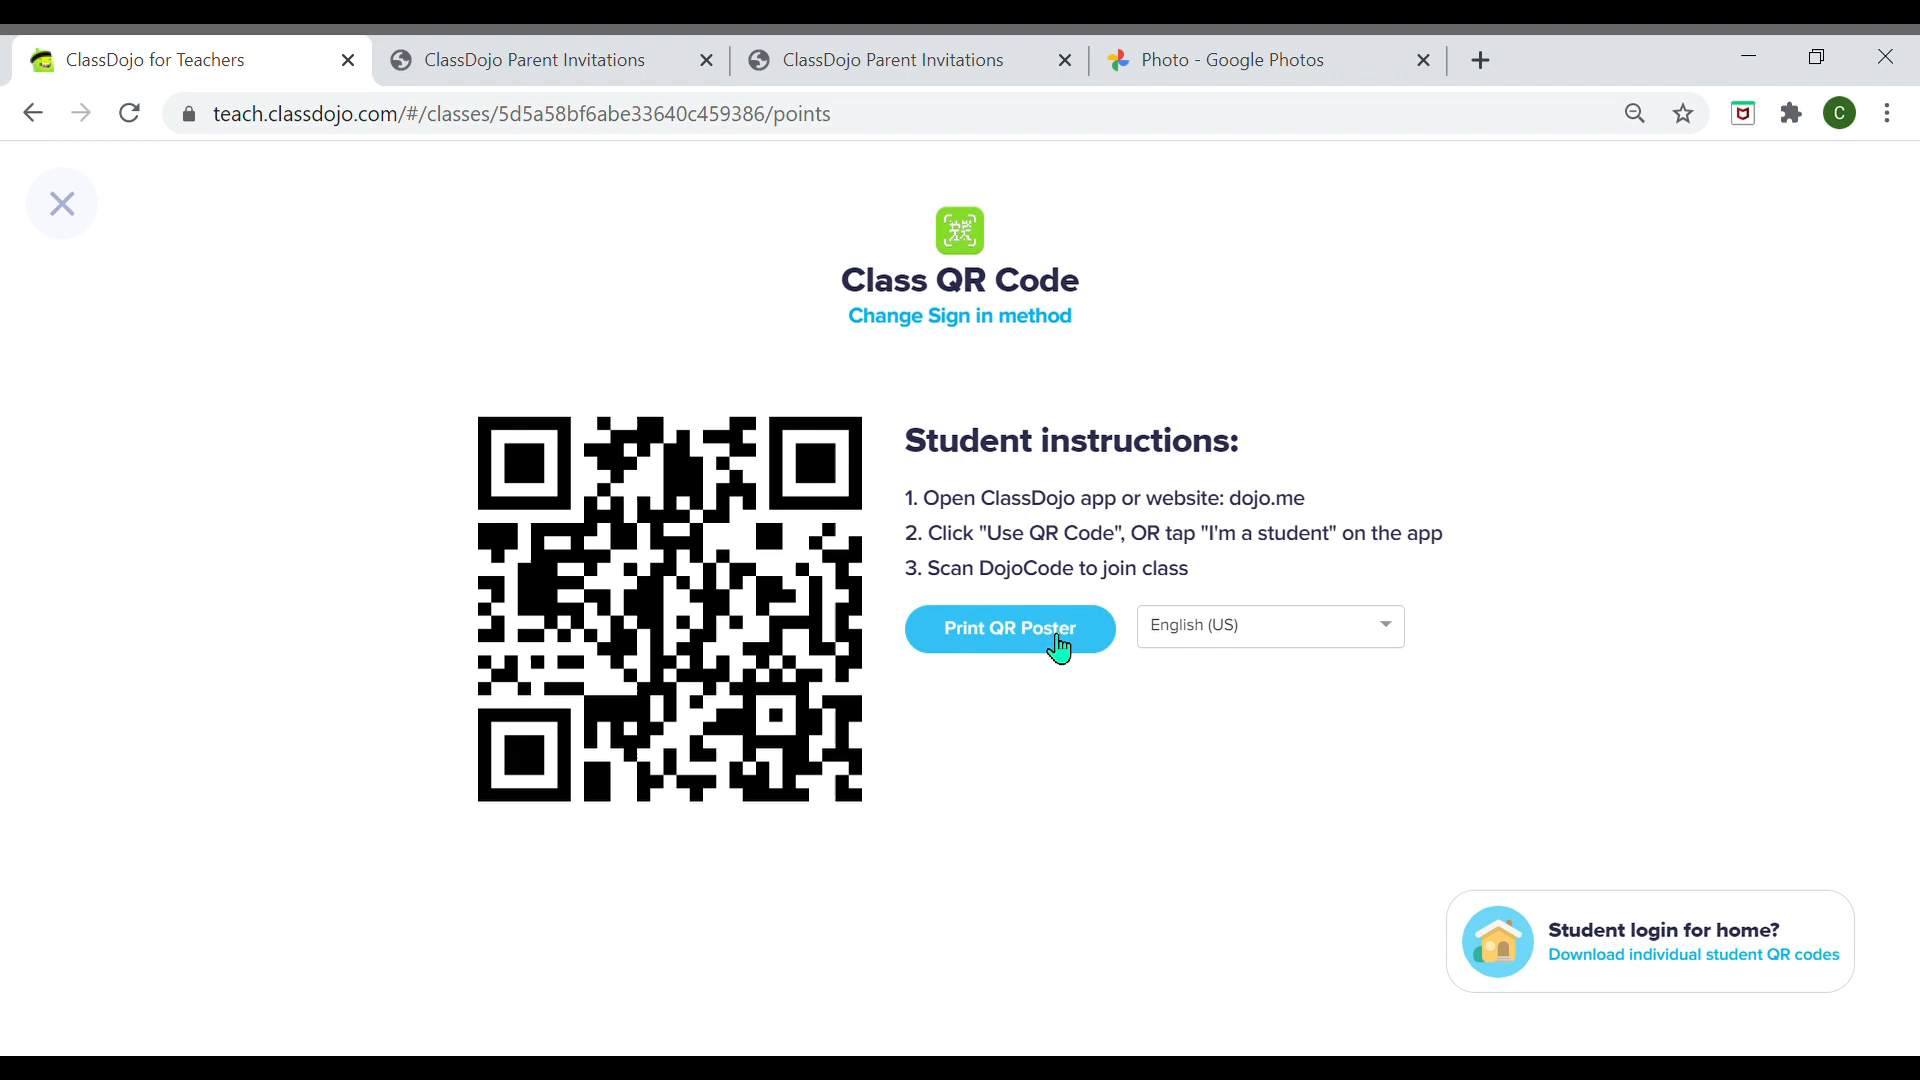 ClassDojo for Teachers
ClassDojo Parent Invitations
ClassDojo Parent Invitations
Photo - Google Photos
teach.classdojo.com/#/classes/5d5a58bf6abe33640c459386/points
C
Class QR Code
Change Sign in method
Student instructions:
1. Open ClassDojo app or website: dojo.me
2. Click "Use QR Code", OR tap "I'm a student" on the app
3. Scan DojoCode to join class
Print QR Poster
English (US)
Student login for home?
Download individual student QR codes